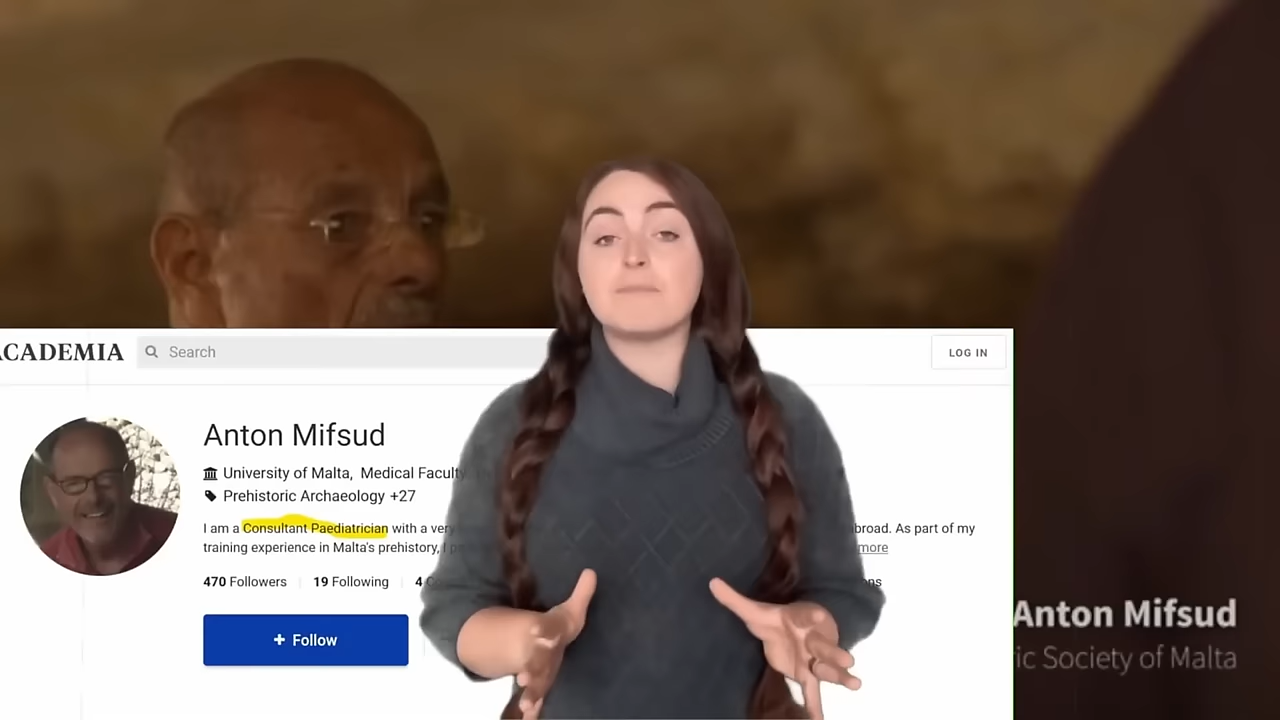 ACADEMIA
Search
LOG IN
Anton Mifsud
University of Malta, Medical Faculty
Prehistoric Archaeology +27
I am a Consultant Paediatrician with a very abroad. As part of my
training experience in Malta's prehistory, I more
470 Followers 19 Following 4
+ Follow
Anton Mifsud
ic Society of Malta